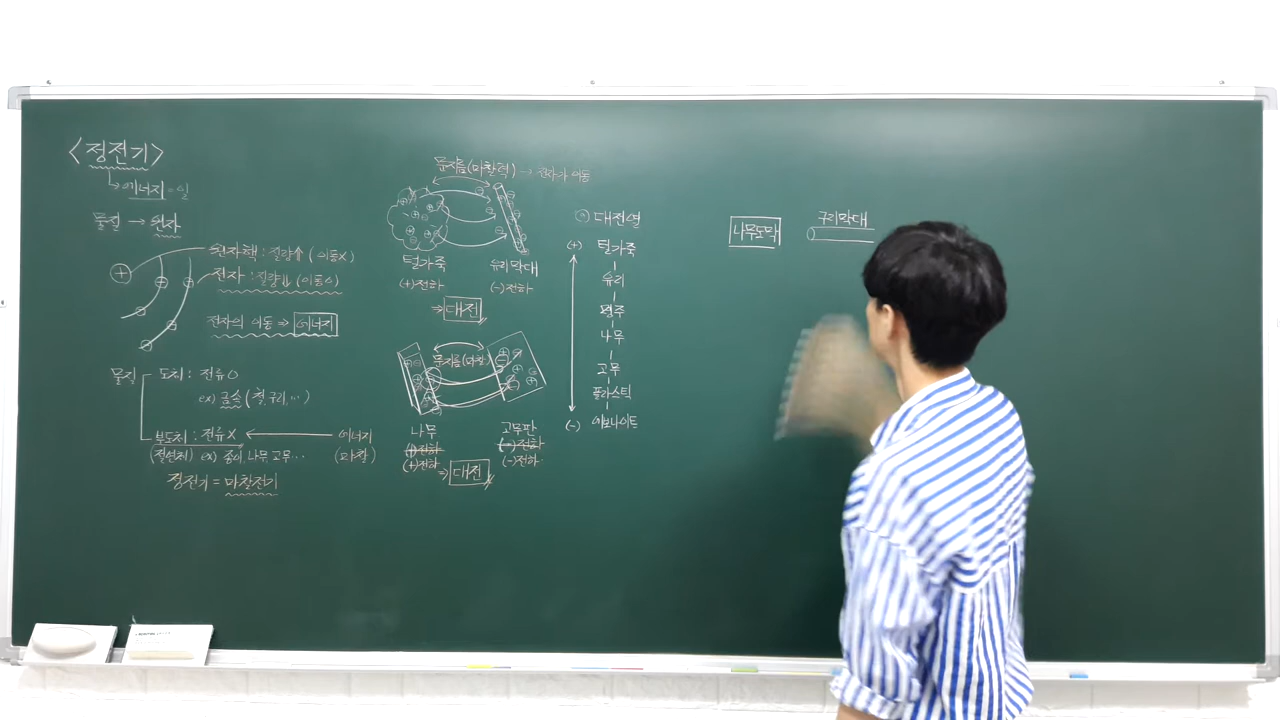 <정전기>
에너지 = 일
물질 → 원자
원자핵 : 질량↑ (이동X)
전자 : 질량↓ (이동O)
전자의 이동 ⇒ 에너지
물질
도체 : 전류O
ex) 금속 (철, 구리, …)
부도체 : 전류X ← 에너지
(절연체) ex) 종이, 나무, 고무… (마찰)
정전기 = 마찰전기
문지름(마찰력) → 전자가 이동
털가죽 유리막대
(+)전하 (-)전하
⇒ 대전
문지름(마찰)
나무 고무판
(+)전하 (-)전하
(+)전하 (-)전하
⇒ 대전
대전열
(+) 털가죽
유리
명주
나무
고무
플라스틱
(-) 에보나이트
나무도막
구리막대